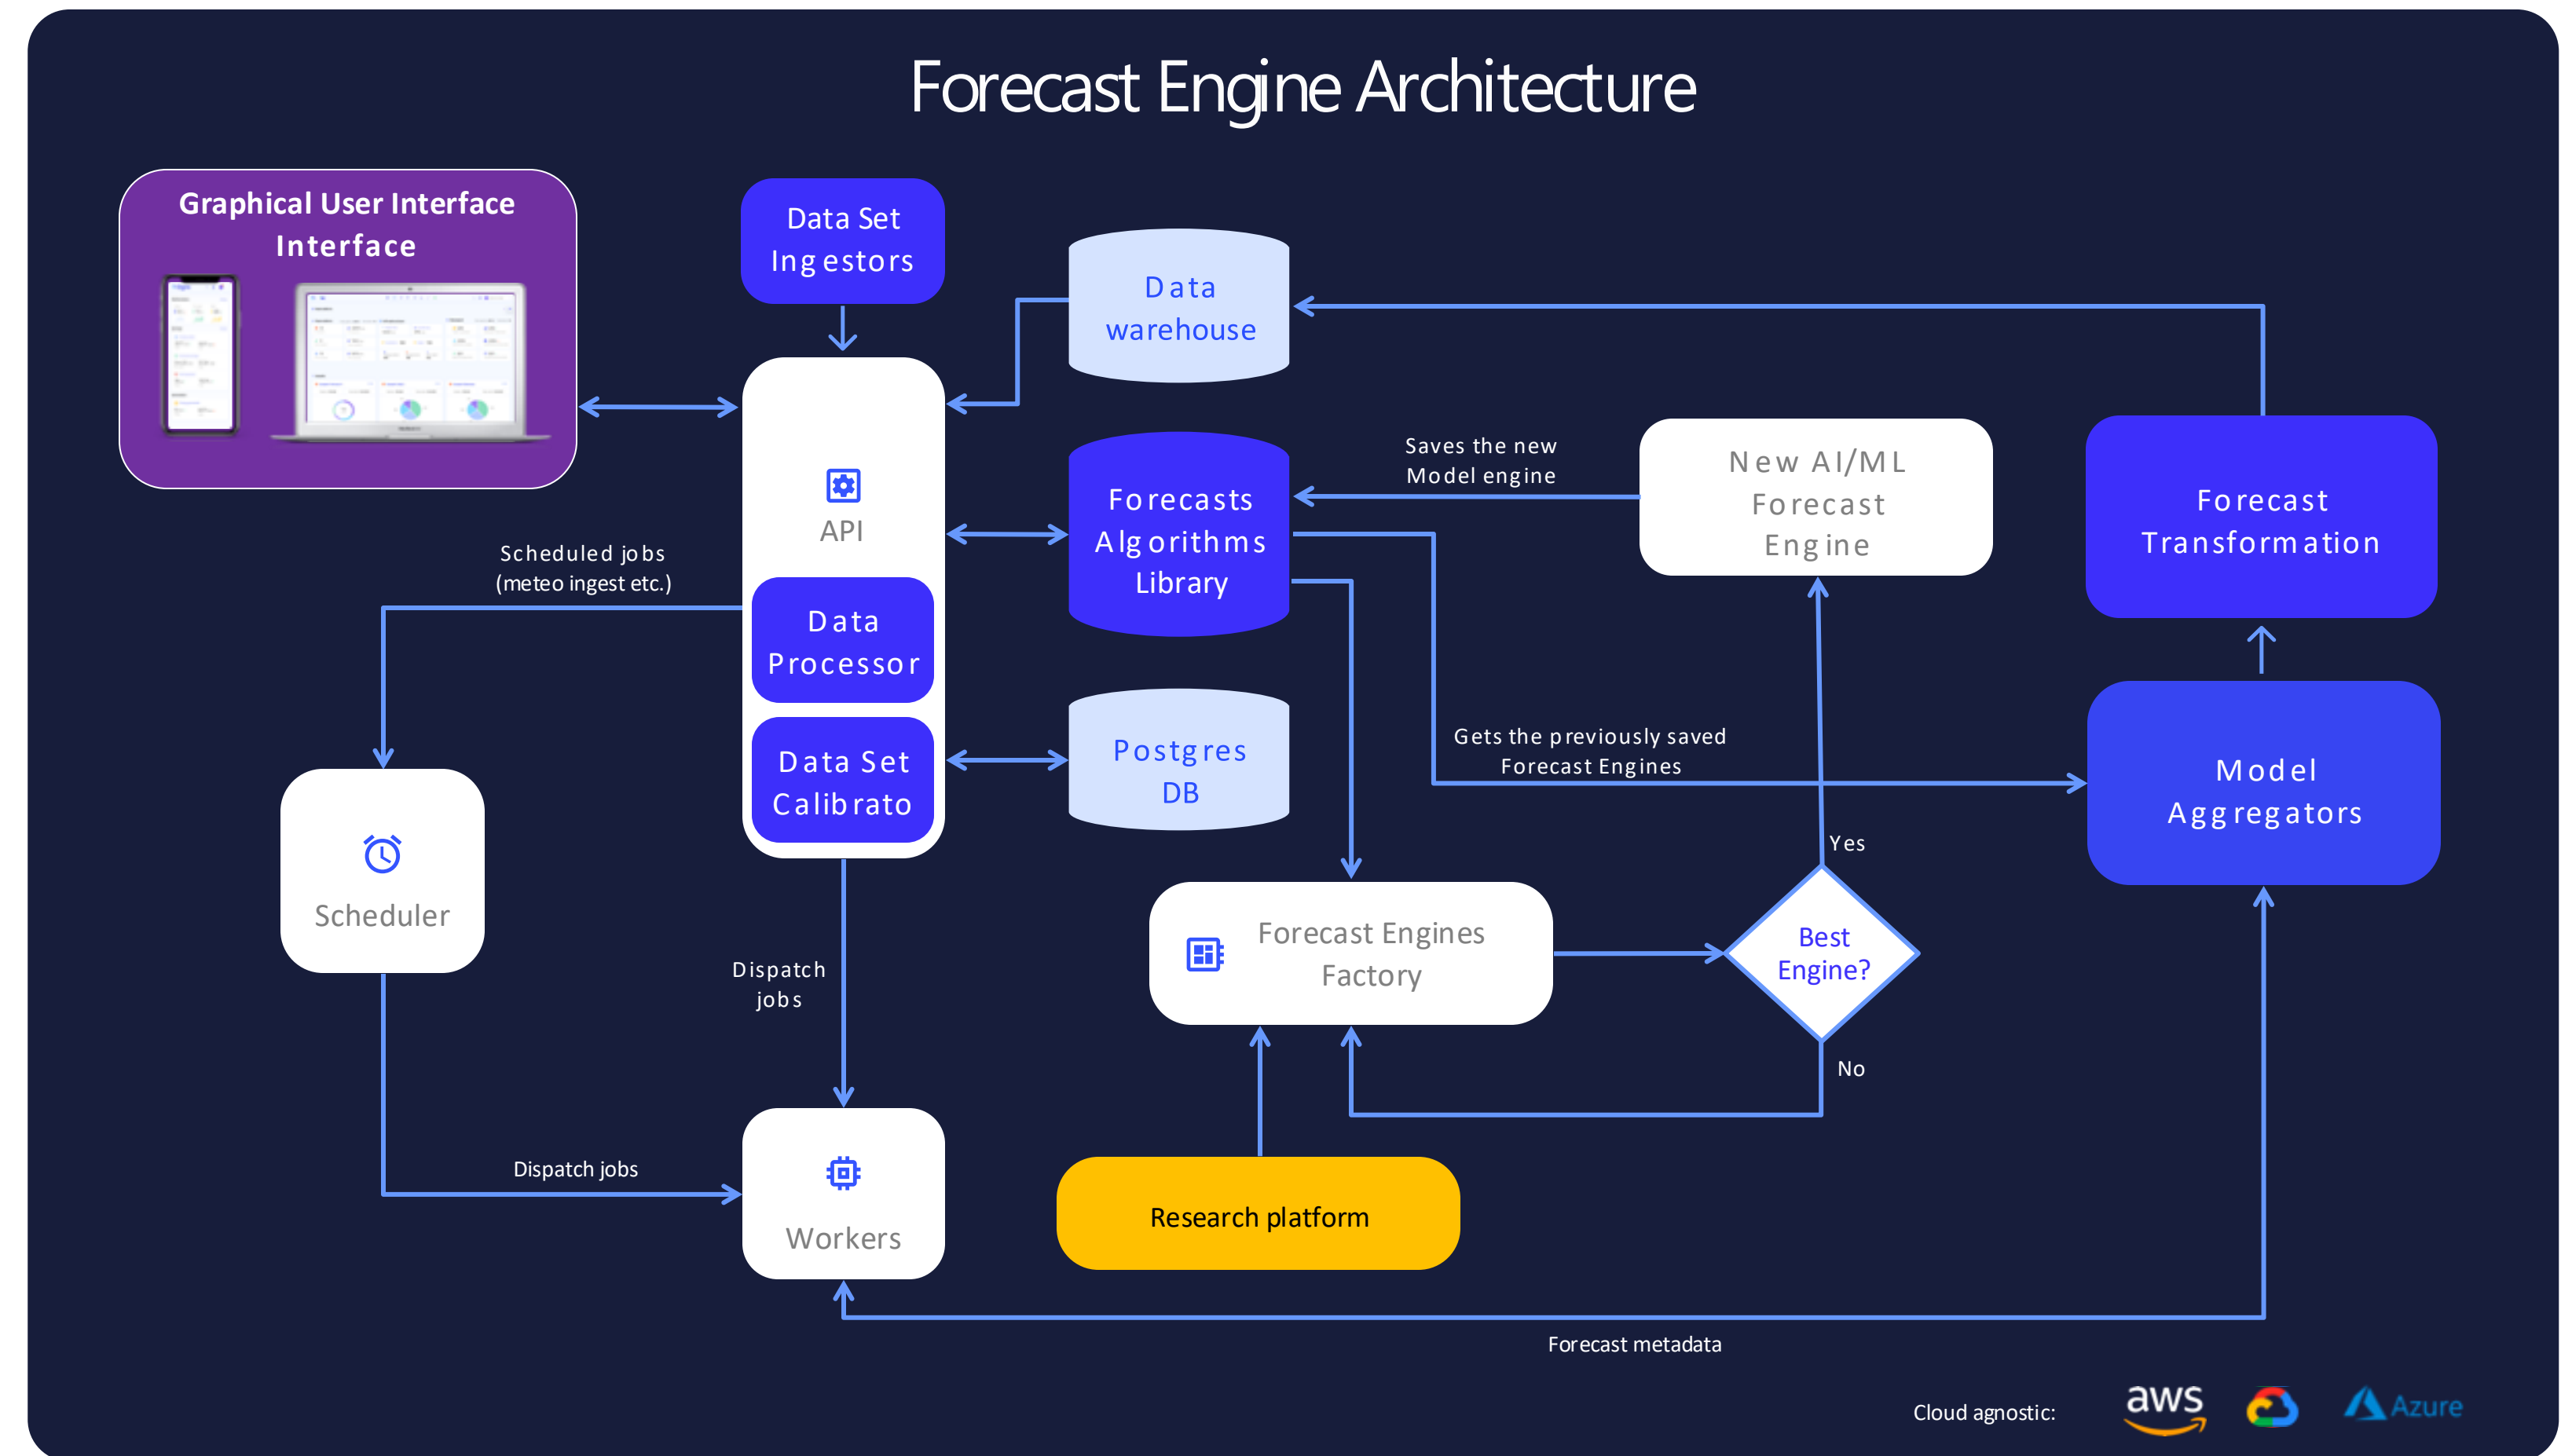 Forecast Engine Architecture
Graphical User Interface
Interface
Data Set
Ingestors
Data
warehouse
API
Data
Processor
Data Set
Calibrato
Forecasts
Algorithms
Library
Postgres
DB
Saves the new
Model engine
New AI/ML
Forecast
Engine
Forecast
Transformation
Scheduled jobs
(meteo ingest etc.)
Gets the previously saved
Forecast Engines
Model
Aggregators
Scheduler
Yes
Forecast Engines
Factory
Best
Engine?
Dispatch
jobs
No
Dispatch jobs
Workers
Research platform
Forecast metadata
Cloud agnostic:
aws
Azure